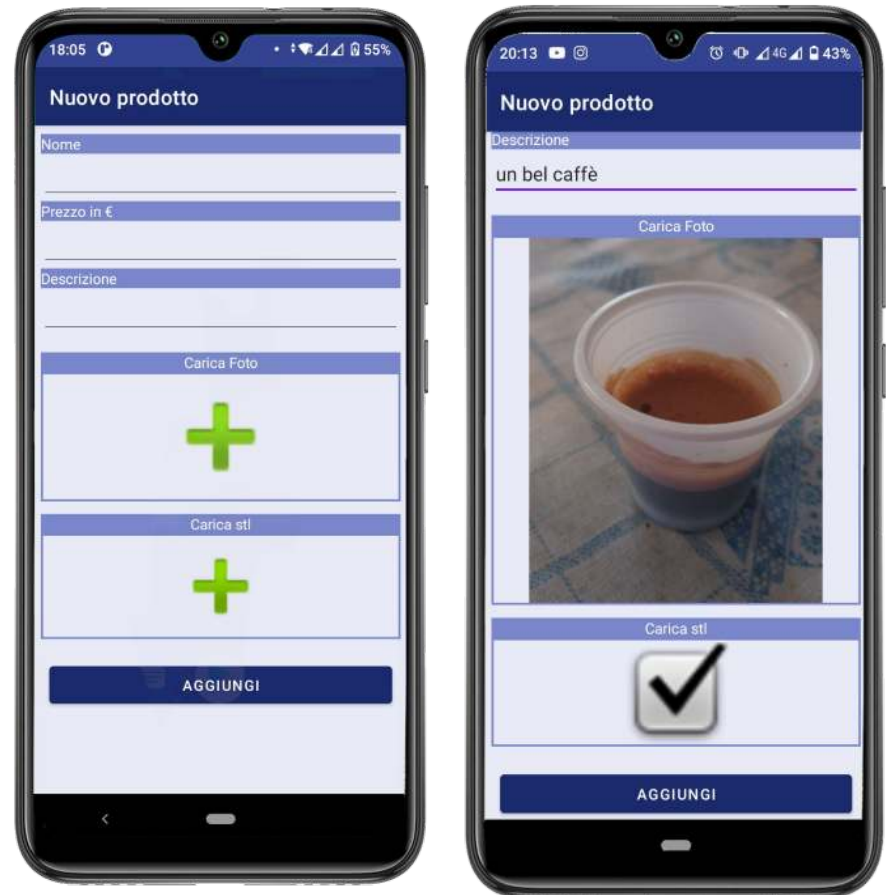 18:05
55%
Nuovo prodotto
Nome
Prezzo in €
Descrizione
Carica Foto
Carica stl
AGGIUNGI
20:13
4G
43%
Nuovo prodotto
Descrizione
un bel caffè
Carica Foto
Carica stl
AGGIUNGI